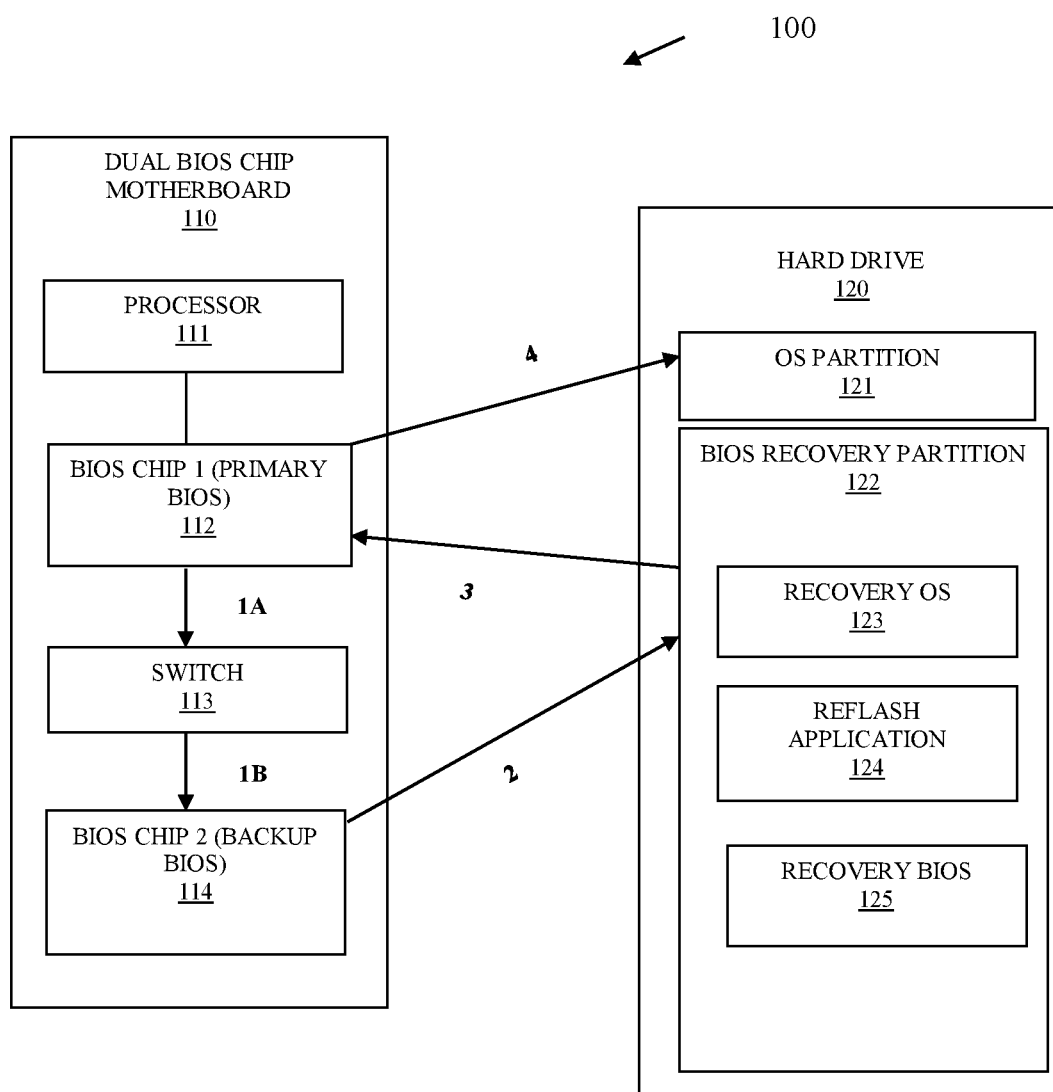 100
DUAL BIOS CHIP
MOTHERBOARD
110
PROCESSOR
111
BIOS CHIP 1 (PRIMARY
BIOS)
112
1A
SWITCH
113
1B
BIOS CHIP 2 (BACKUP
BIOS)
114
4
3
2
HARD DRIVE
120
OS PARTITION
121
BIOS RECOVERY PARTITION
122
RECOVERY OS
123
REFLASH
APPLICATION
124
RECOVERY BIOS
125